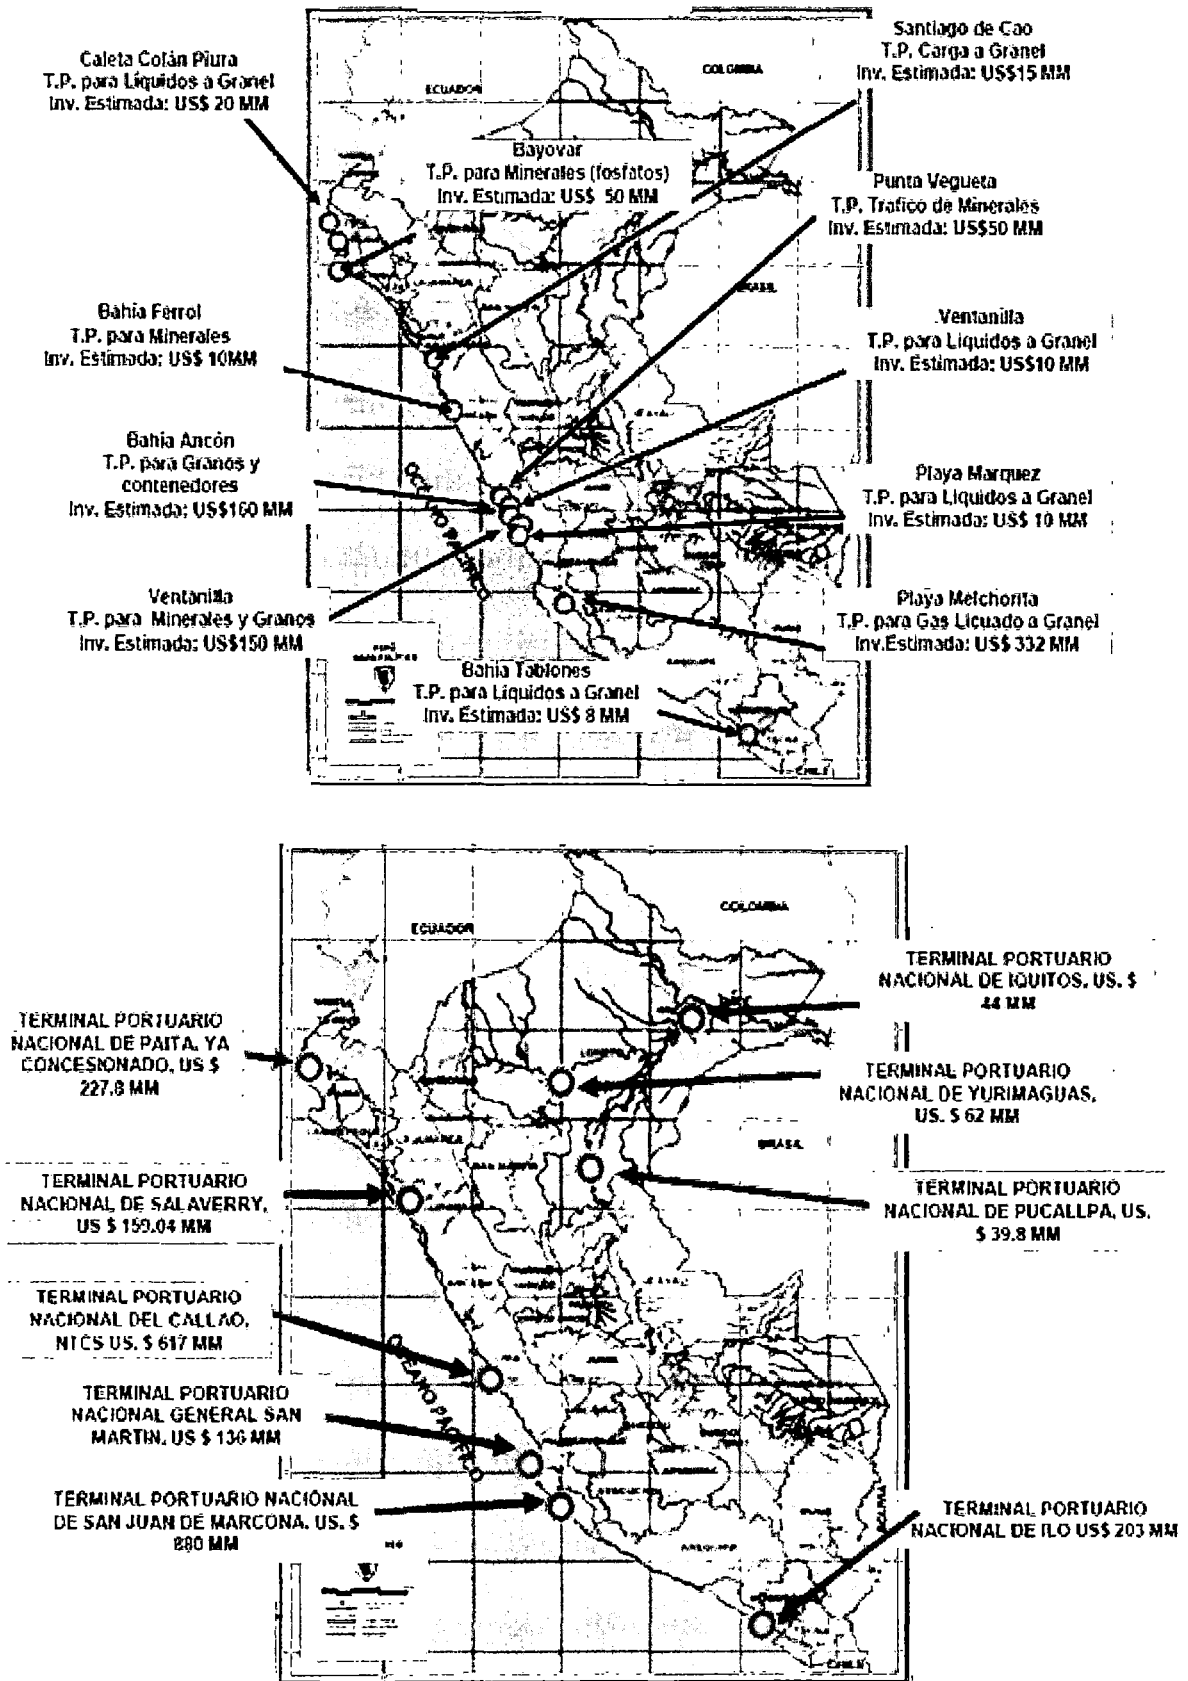 Caleta Colán Piura
T.P. para Líquidos a Granel
Inv. Estimada: US$ 20 MM
Santiago de Cao
T.P. Carga a Granel
Inv. Estimada: US$15 MM
COLOMBIA
ECUADOR
Bayovar
T.P. para Minerales (fosfatos)
Inv. Estimada: US$ 50 MM
Punta Vegueta
T.P. Trafico de Minerales
Inv. Estimada: US$50 MM
BRASIL
Bahía Ferrol
T.P. para Minerales
Inv. Estimada: US$ 10MM
Ventanilla
T.P. para Líquidos a Granel
Inv. Estimada: US$10 MM
Bahía Ancón
T.P. para Granos y
contenedores
Inv. Estimada: US$160 MM
OCEANO PACIFICO
Playa Marquez
T.P. para Líquidos a Granel
Inv. Estimada: US$ 10 MM
Ventanilla
T.P. para Minerales y Granos
Inv. Estimada: US$150 MM
Playa Melchorita
T.P. para Gas Licuado a Granel
Inv.Estimada: US$ 332 MM
Bahía Tablones
T.P. para Líquidos a Granel
Inv. Estimada: US$ 8 MM
CHILE
COLOMBIA
ECUADOR
TERMINAL PORTUARIO
NACIONAL DE IQUITOS, US. $
44 MM
TERMINAL PORTUARIO
NACIONAL DE PAITA, YA
CONCESIONADO, US $
227.8 MM
TERMINAL PORTUARIO
NACIONAL DE YURIMAGUAS,
US. $ 62 MM
BRASIL
TERMINAL PORTUARIO
NACIONAL DE SALAVERRY,
US $ 159.04 MM
TERMINAL PORTUARIO
NACIONAL DE PUCALLPA, US.
$ 39.8 MM
TERMINAL PORTUARIO
NACIONAL DEL CALLAO,
NTCS US. $ 617 MM
OCEANO PACIFICO
TERMINAL PORTUARIO
NACIONAL GENERAL SAN
MARTIN, US $ 136 MM
TERMINAL PORTUARIO NACIONAL
DE SAN JUAN DE MARCONA, US. $
880 MM
TERMINAL PORTUARIO
NACIONAL DE ILO US$ 203 MM
BOLIVIA
AREQUIPA
CHILE